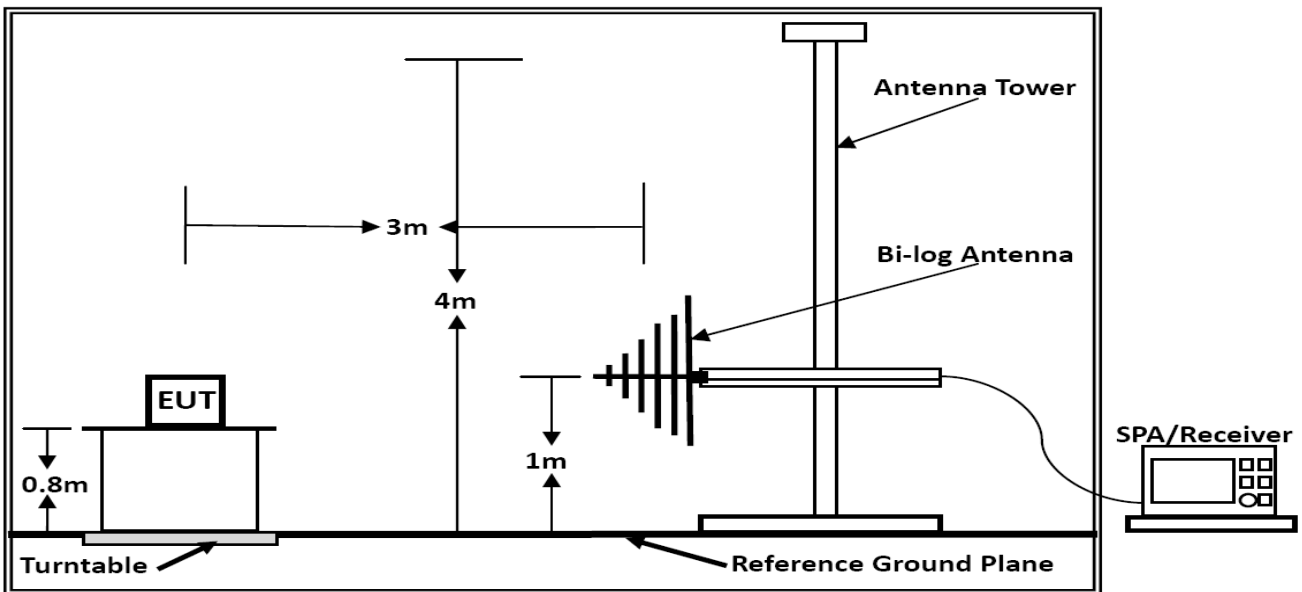 Antenna Tower
3m
Bi-log Antenna
4m
EUT
SPA/Receiver
1m
0.8m
Turntable
Reference Ground Plane